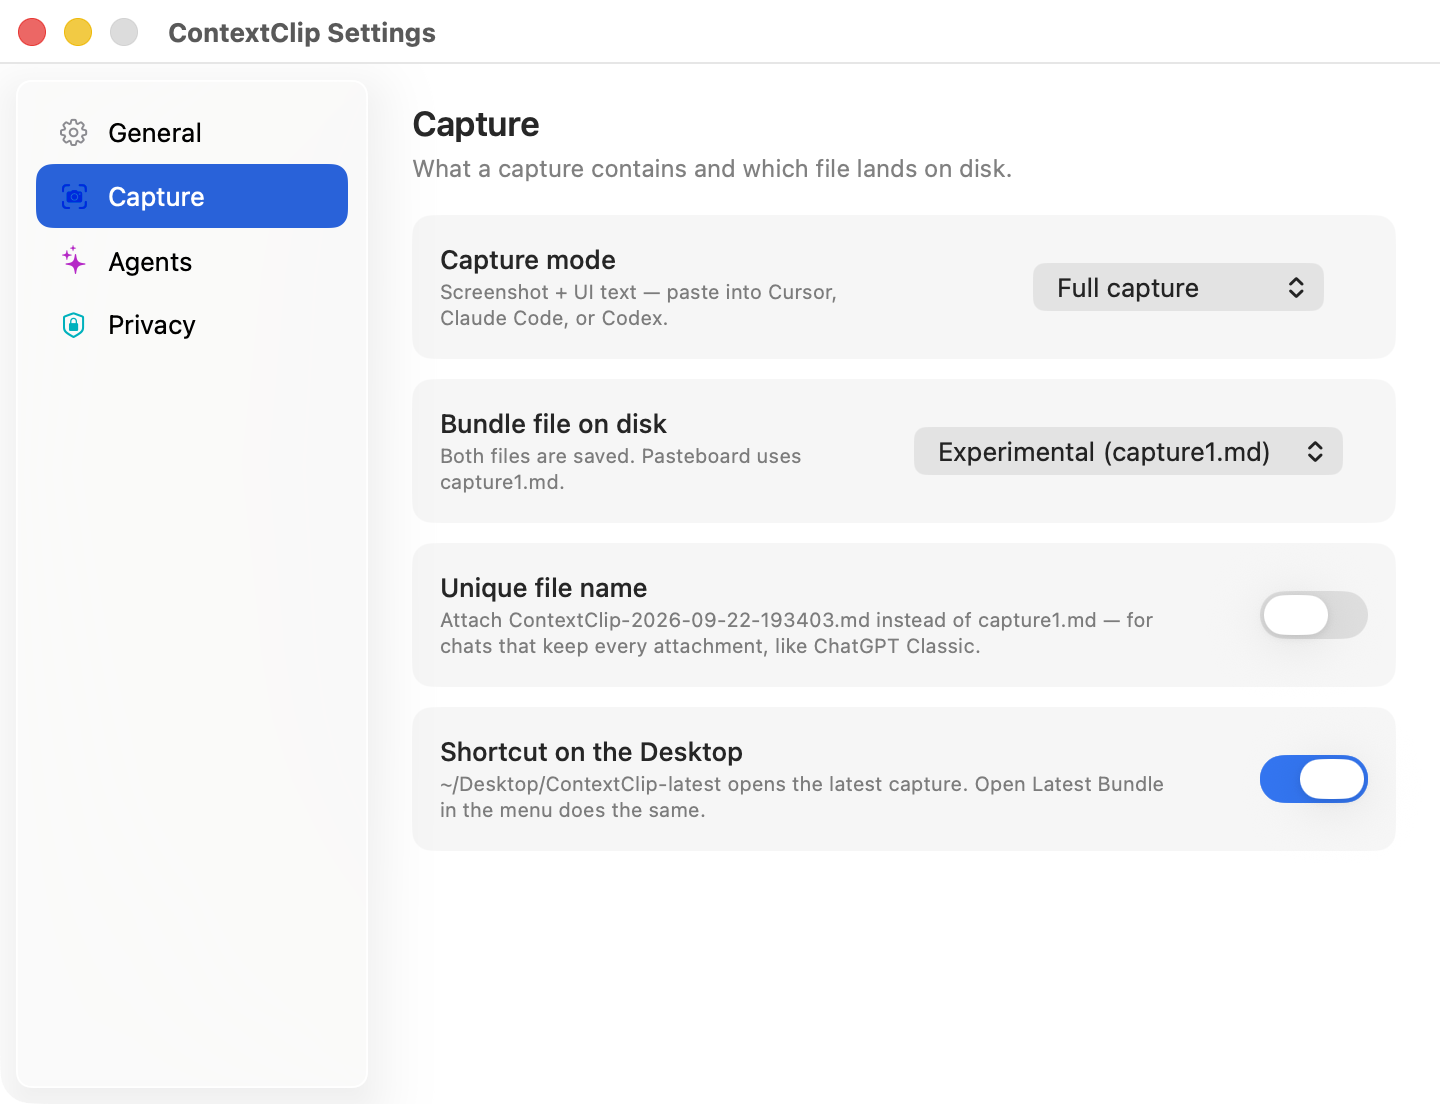 ContextClip Settings
General
Capture
Agents
Privacy
Capture
What a capture contains and which file lands on disk.
Capture mode
Screenshot + UI text — paste into Cursor,
Claude Code, or Codex.
Full capture
Bundle file on disk
Both files are saved. Pasteboard uses
capture1.md.
Experimental (capture1.md)
Unique file name
Attach ContextClip-2026-09-22-193403.md instead of capture1.md — for
chats that keep every attachment, like ChatGPT Classic.
Shortcut on the Desktop
~/Desktop/ContextClip-latest opens the latest capture. Open Latest Bundle
in the menu does the same.